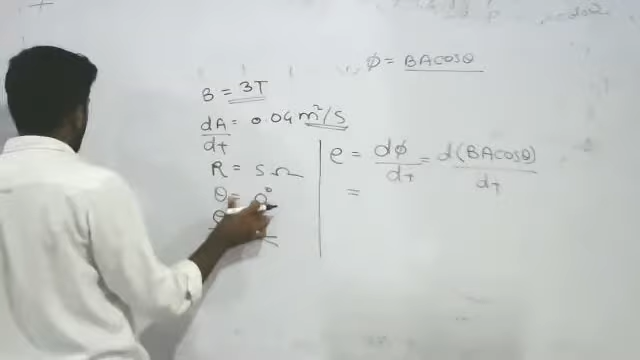 φ = BAcosθ
B = 3T
dA/dt = 0.04 m²/s
R = 5Ω
θ = 0°
e = dφ/dt = d(BAcosθ)/dt
=